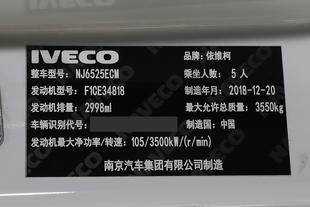 IVECO 品牌：依维柯
整车型号：NJ6525ECM 乘坐人数：5 人
发动机型号：F1CE34818 制造年月：2018-12-20
发动机排量：2998ml 最大允许总质量：3550kg
车辆识别代号： 制造国：中国
发动机最大净功率/转速：105/3500kW/(r/min)
南京汽车集团有限公司制造